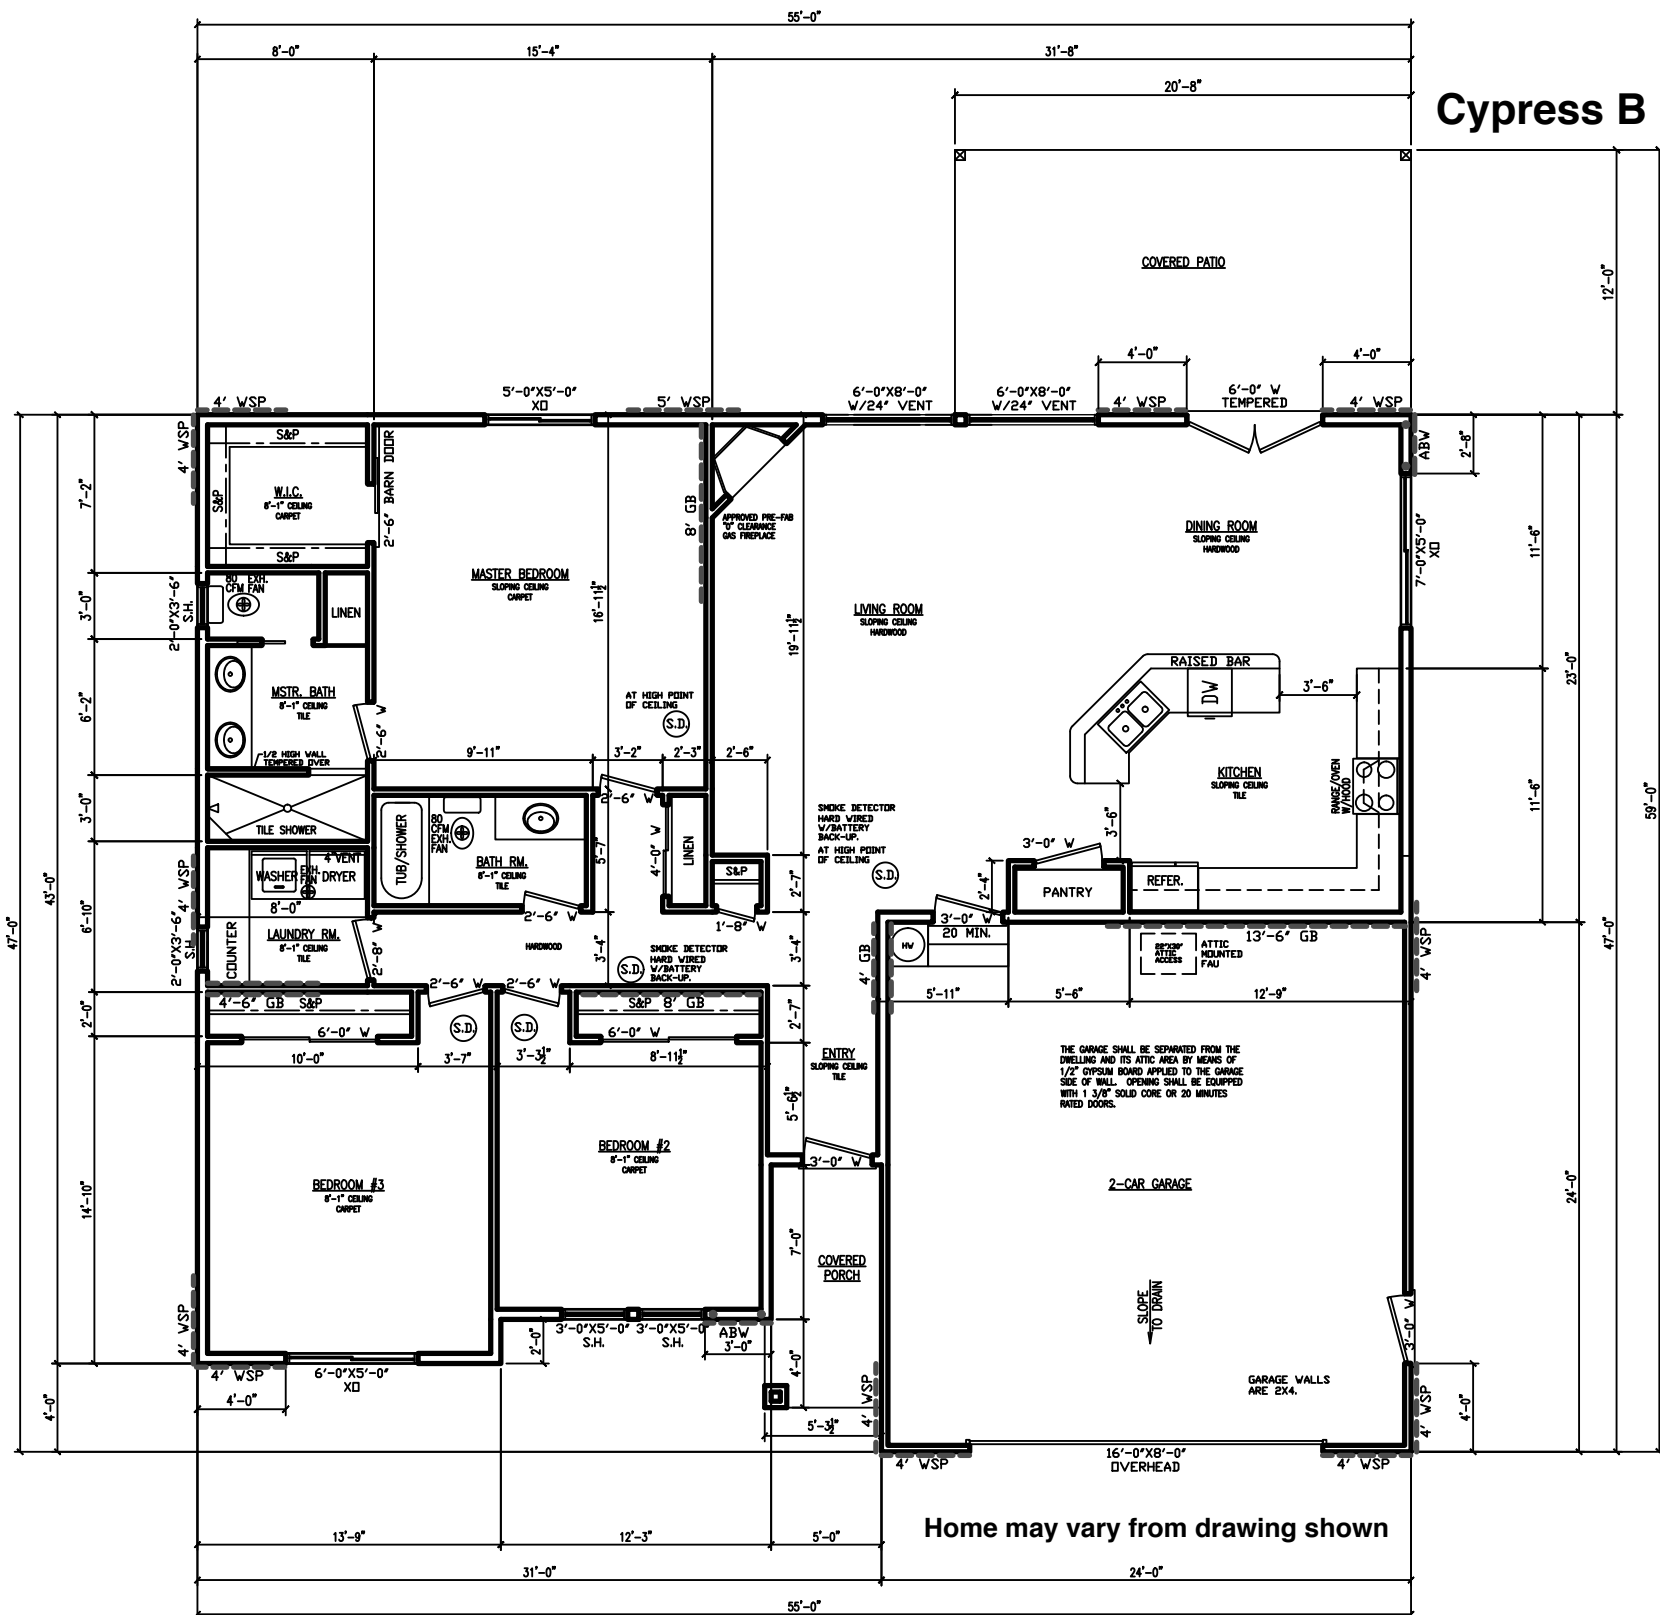 55'-0"
8'-0"
15'-4"
31'-8"
20'-8"
Cypress B
COVERED PATIO
12'-0"
4'-0"
4'-0"
4' WSP
5'-0"X5'-0"
XO
5' WSP
6'-0"X8'-0"
W/24" VENT
6'-0"X8'-0"
W/24" VENT
4' WSP
6'-0" W
TEMPERED
4' WSP
4' WSP
S&P
S&P
W.I.C.
8'-1" CEILING
CARPET
S&P
2'-6" BARN DOOR
7'-2"
8' GB
APPROVED PRE-FAB
"0" CLEARANCE
GAS FIREPLACE
ABW
2'-8"
DINING ROOM
SLOPING CEILING
HARDWOOD
7'-0"X5'-0"
XO
11'-6"
MASTER BEDROOM
SLOPING CEILING
CARPET
16'-11½"
19'-11½"
LIVING ROOM
SLOPING CEILING
HARDWOOD
80 EXH.
CFM FAN
LINEN
2'-0"X3'-6"
S.H.
3'-0"
RAISED BAR
DW
3'-6"
23'-0"
MSTR. BATH
8'-1" CEILING
TILE
6'-2"
2'-6" W
AT HIGH POINT
OF CEILING
S.D.
1/2 HIGH WALL
TEMPERED OVER
9'-11"
3'-2"
2'-3"
2'-6"
KITCHEN
SLOPING CEILING
TILE
RANGE/OVEN
W/HOOD
11'-6"
59'-0"
3'-0"
TILE SHOWER
2'-6" W
TUB/SHOWER
80
CFM
EXH.
FAN
BATH RM.
8'-1" CEILING
TILE
5'-7"
4'-0" W
LINEN
SMOKE DETECTOR
HARD WIRED
W/BATTERY
BACK-UP.
AT HIGH POINT
OF CEILING
S.D.
3'-6"
3'-0" W
2'-4"
PANTRY
REFER.
4" VENT
WASHER
EXH.
FAN
DRYER
8'-0"
S&P
2'-7"
4' WSP
6'-10"
43'-0"
47'-0"
2'-0"X3'-6"
S.H.
COUNTER
LAUNDRY RM.
8'-1" CEILING
TILE
2'-8" W
2'-6" W
HARDWOOD
3'-4"
1'-8" W
3'-4"
SMOKE DETECTOR
HARD WIRED
W/BATTERY
BACK-UP.
S.D.
3'-0" W
20 MIN.
HW
4' GB
13'-6" GB
22"X30"
ATTIC
ACCESS
ATTIC
MOUNTED
FAU
4' WSP
47'-0"
5'-11"
5'-6"
12'-9"
2'-0"
4'-6" GB
S&P
2'-6" W
2'-6" W
S&P
8' GB
6'-0" W
S.D.
S.D.
6'-0" W
2'-7"
10'-0"
3'-7"
3'-3½"
8'-11½"
ENTRY
SLOPING CEILING
TILE
5'-6½"
THE GARAGE SHALL BE SEPARATED FROM THE
DWELLING AND ITS ATTIC AREA BY MEANS OF
1/2" GYPSUM BOARD APPLIED TO THE GARAGE
SIDE OF WALL. OPENING SHALL BE EQUIPPED
WITH 1 3/8" SOLID CORE OR 20 MINUTES
RATED DOORS.
BEDROOM #2
8'-1" CEILING
CARPET
3'-0" W
BEDROOM #3
8'-1" CEILING
CARPET
14'-10"
2-CAR GARAGE
24'-0"
7'-0"
COVERED
PORCH
SLOPE
TO DRAIN
4' WSP
3'-0" W
3'-0"X5'-0"
S.H.
3'-0"X5'-0"
S.H.
ABW
3'-0"
2'-0"
4' WSP
6'-0"X5'-0"
XO
4'-0"
4'-0"
4'-0"
4' WSP
5'-3½"
GARAGE WALLS
ARE 2X4.
4' WSP
4'-0"
4' WSP
16'-0"X8'-0"
OVERHEAD
4' WSP
Home may vary from drawing shown
13'-9"
12'-3"
5'-0"
31'-0"
24'-0"
55'-0"